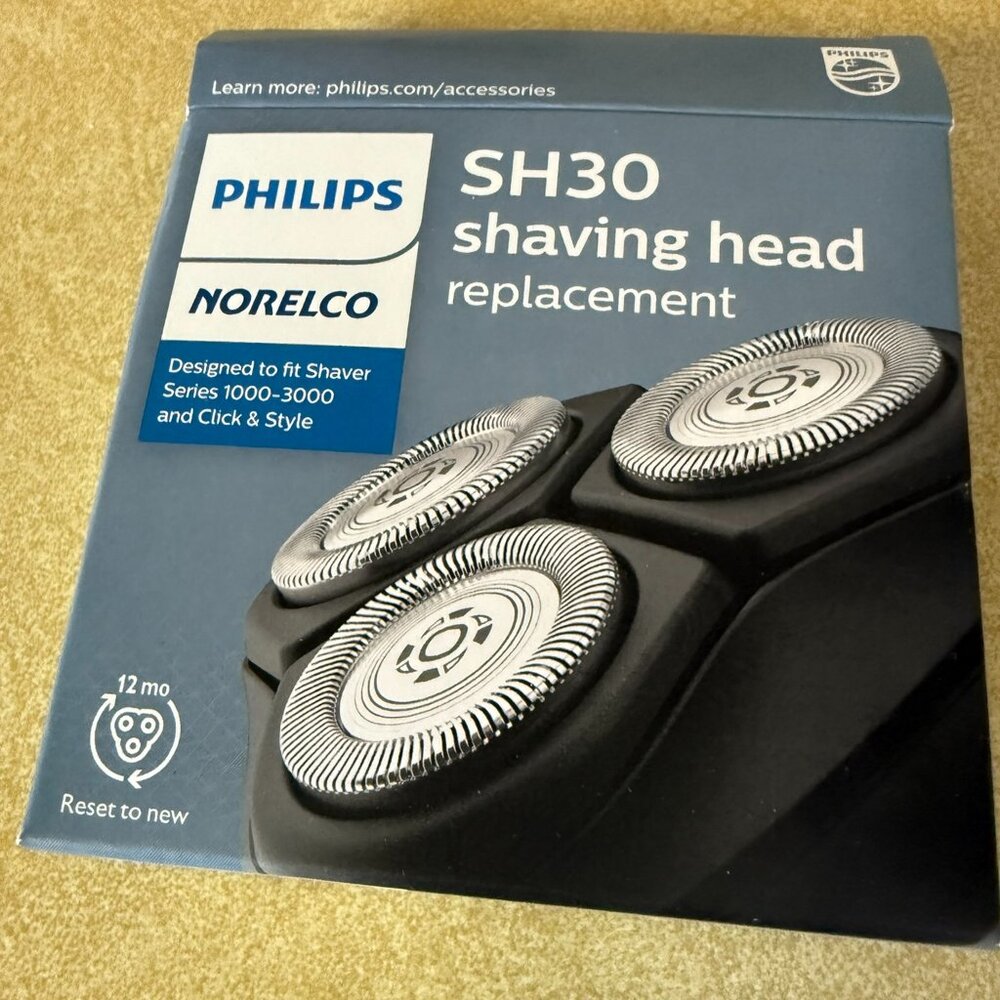 Learn more: philips.com/accessories
PHILIPS
PHILIPS
NORELCO
Designed to fit Shaver
Series 1000-3000
and Click & Style
SH30
shaving head
replacement
12 mo
Reset to new